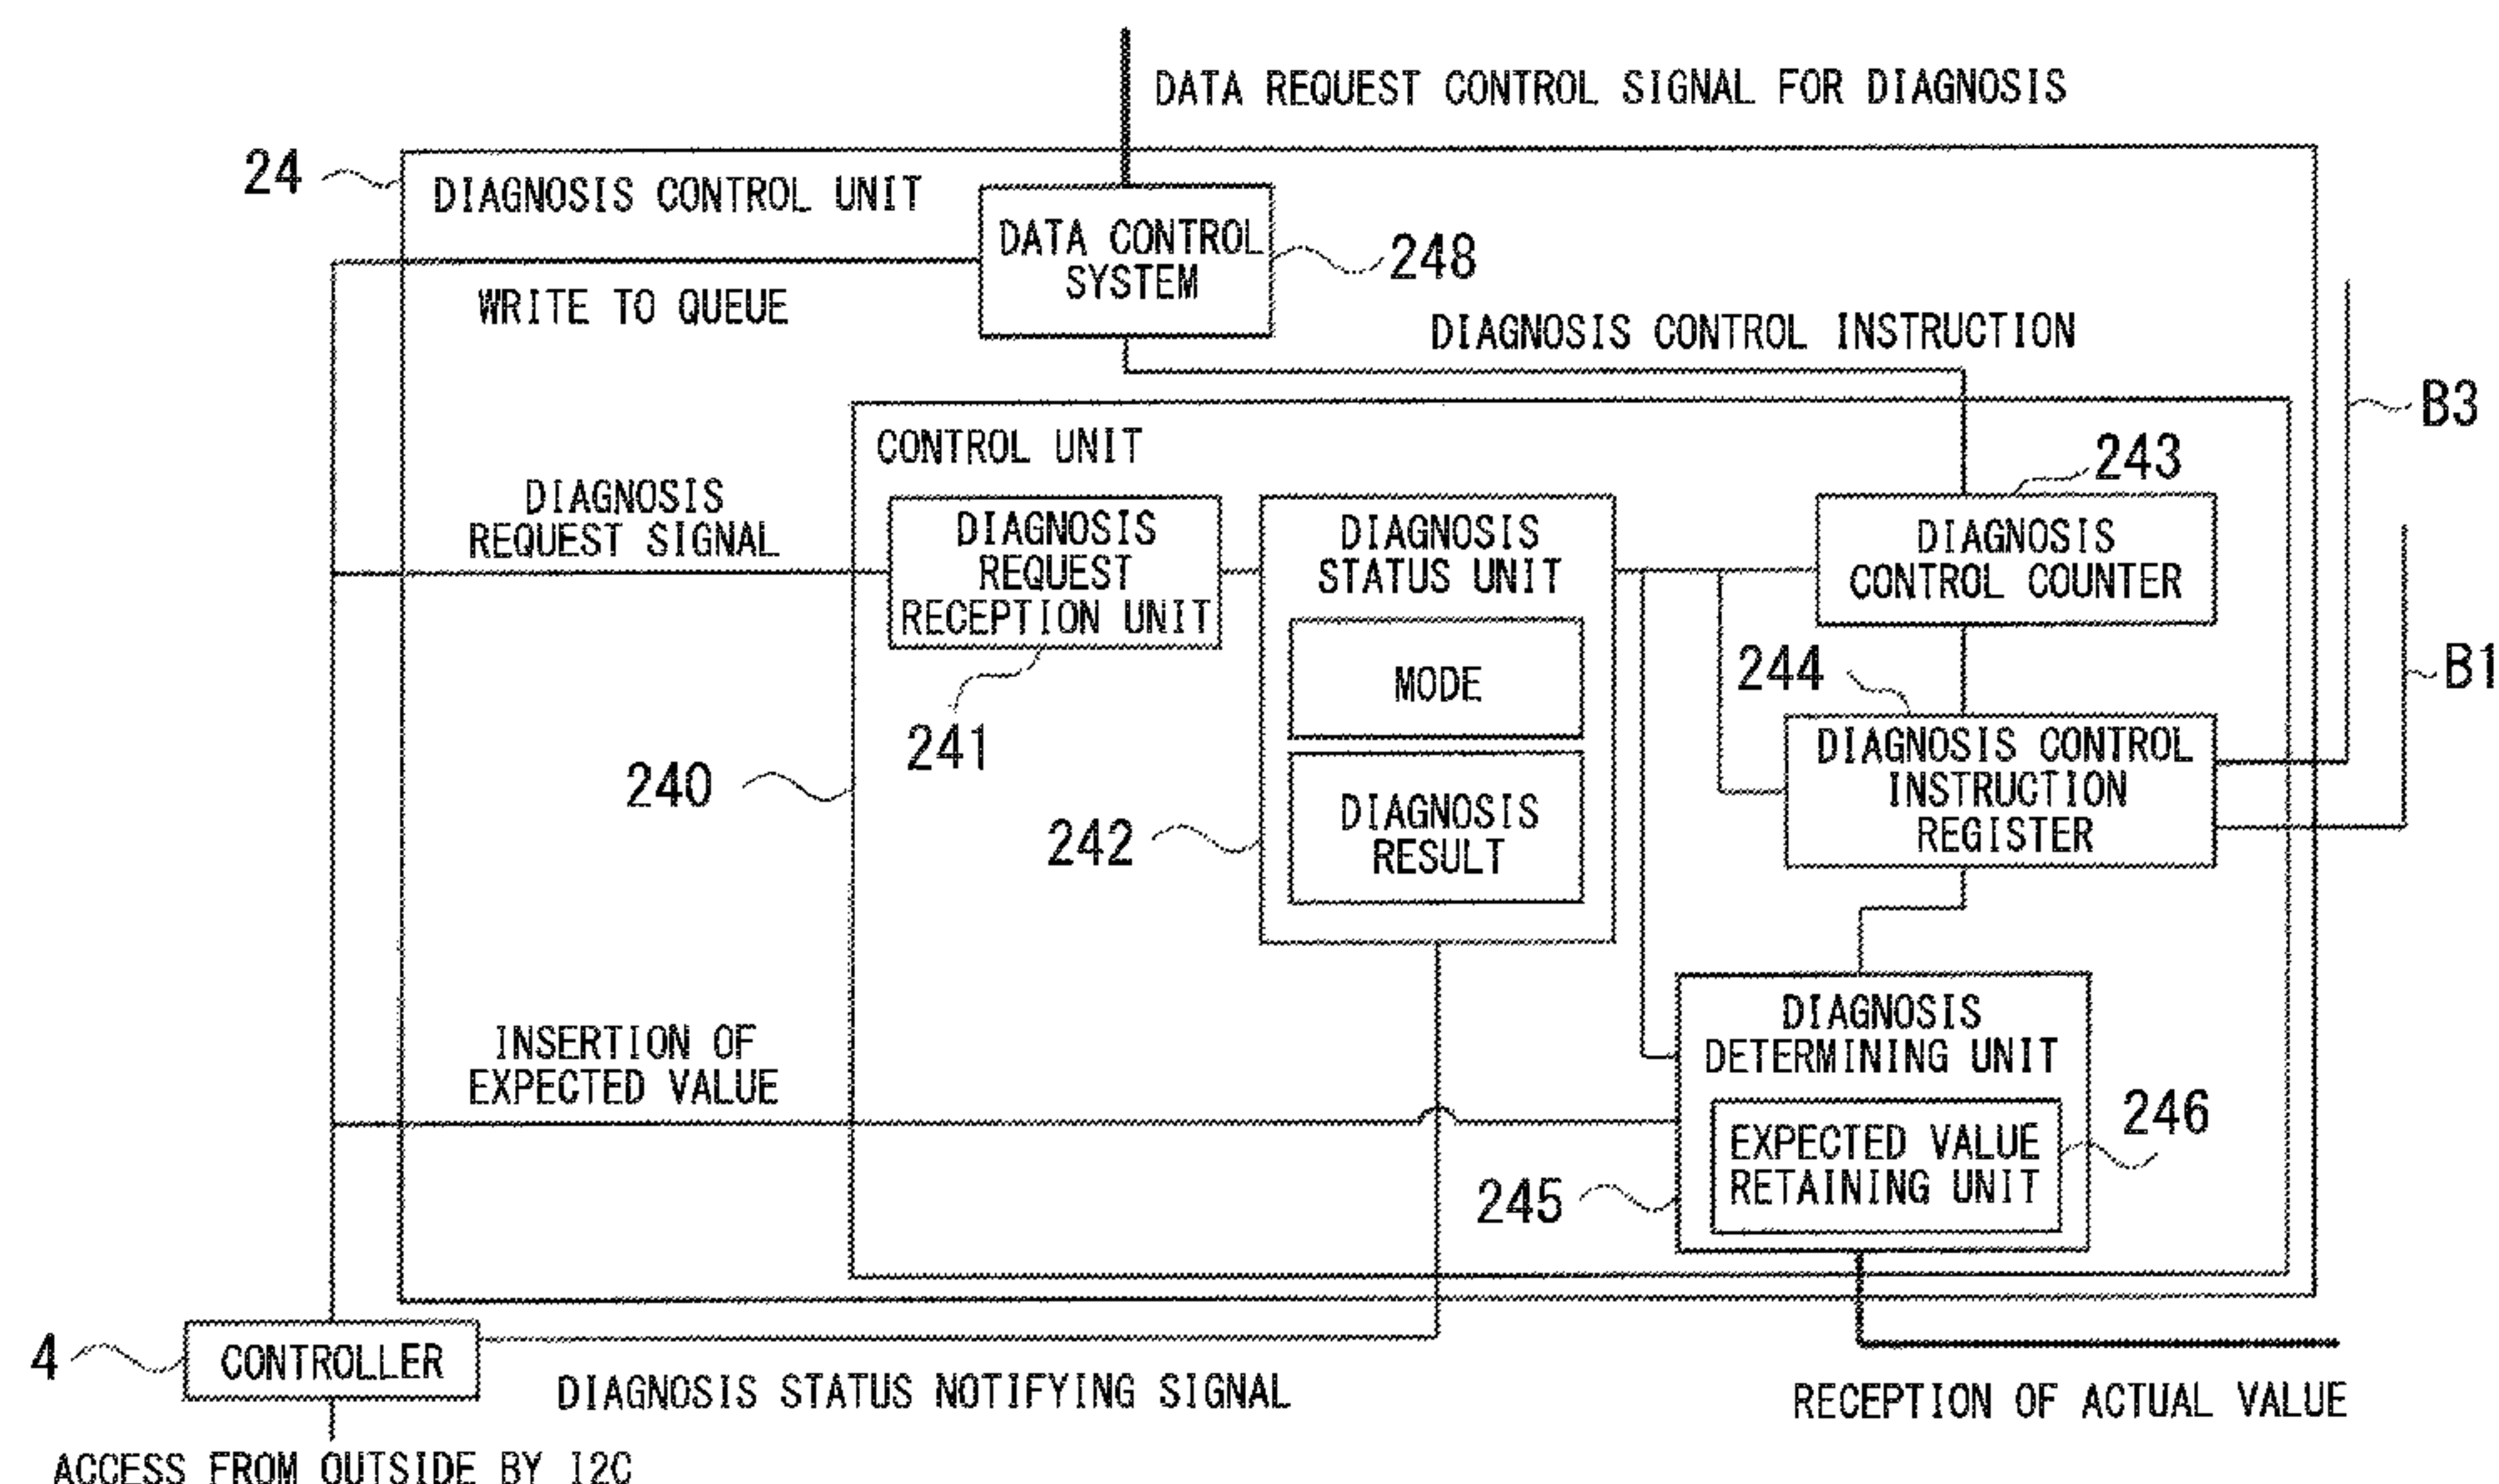 DATA REQUEST CONTROL SIGNAL FOR DIAGNOSIS
24
DIAGNOSIS CONTROL UNIT
DATA CONTROL
SYSTEM
248
WRITE TO QUEUE
DIAGNOSIS CONTROL INSTRUCTION
B3
CONTROL UNIT
243
DIAGNOSIS
REQUEST SIGNAL
DIAGNOSIS
REQUEST
RECEPTION UNIT
241
DIAGNOSIS
STATUS UNIT
MODE
DIAGNOSIS
RESULT
242
DIAGNOSIS
CONTROL COUNTER
244
B1
DIAGNOSIS CONTROL
INSTRUCTION
REGISTER
240
INSERTION OF
EXPECTED VALUE
DIAGNOSIS
DETERMINING UNIT
EXPECTED VALUE
RETAINING UNIT
246
245
4
CONTROLLER
DIAGNOSIS STATUS NOTIFYING SIGNAL
RECEPTION OF ACTUAL VALUE
ACCESS FROM OUTSIDE BY I2C